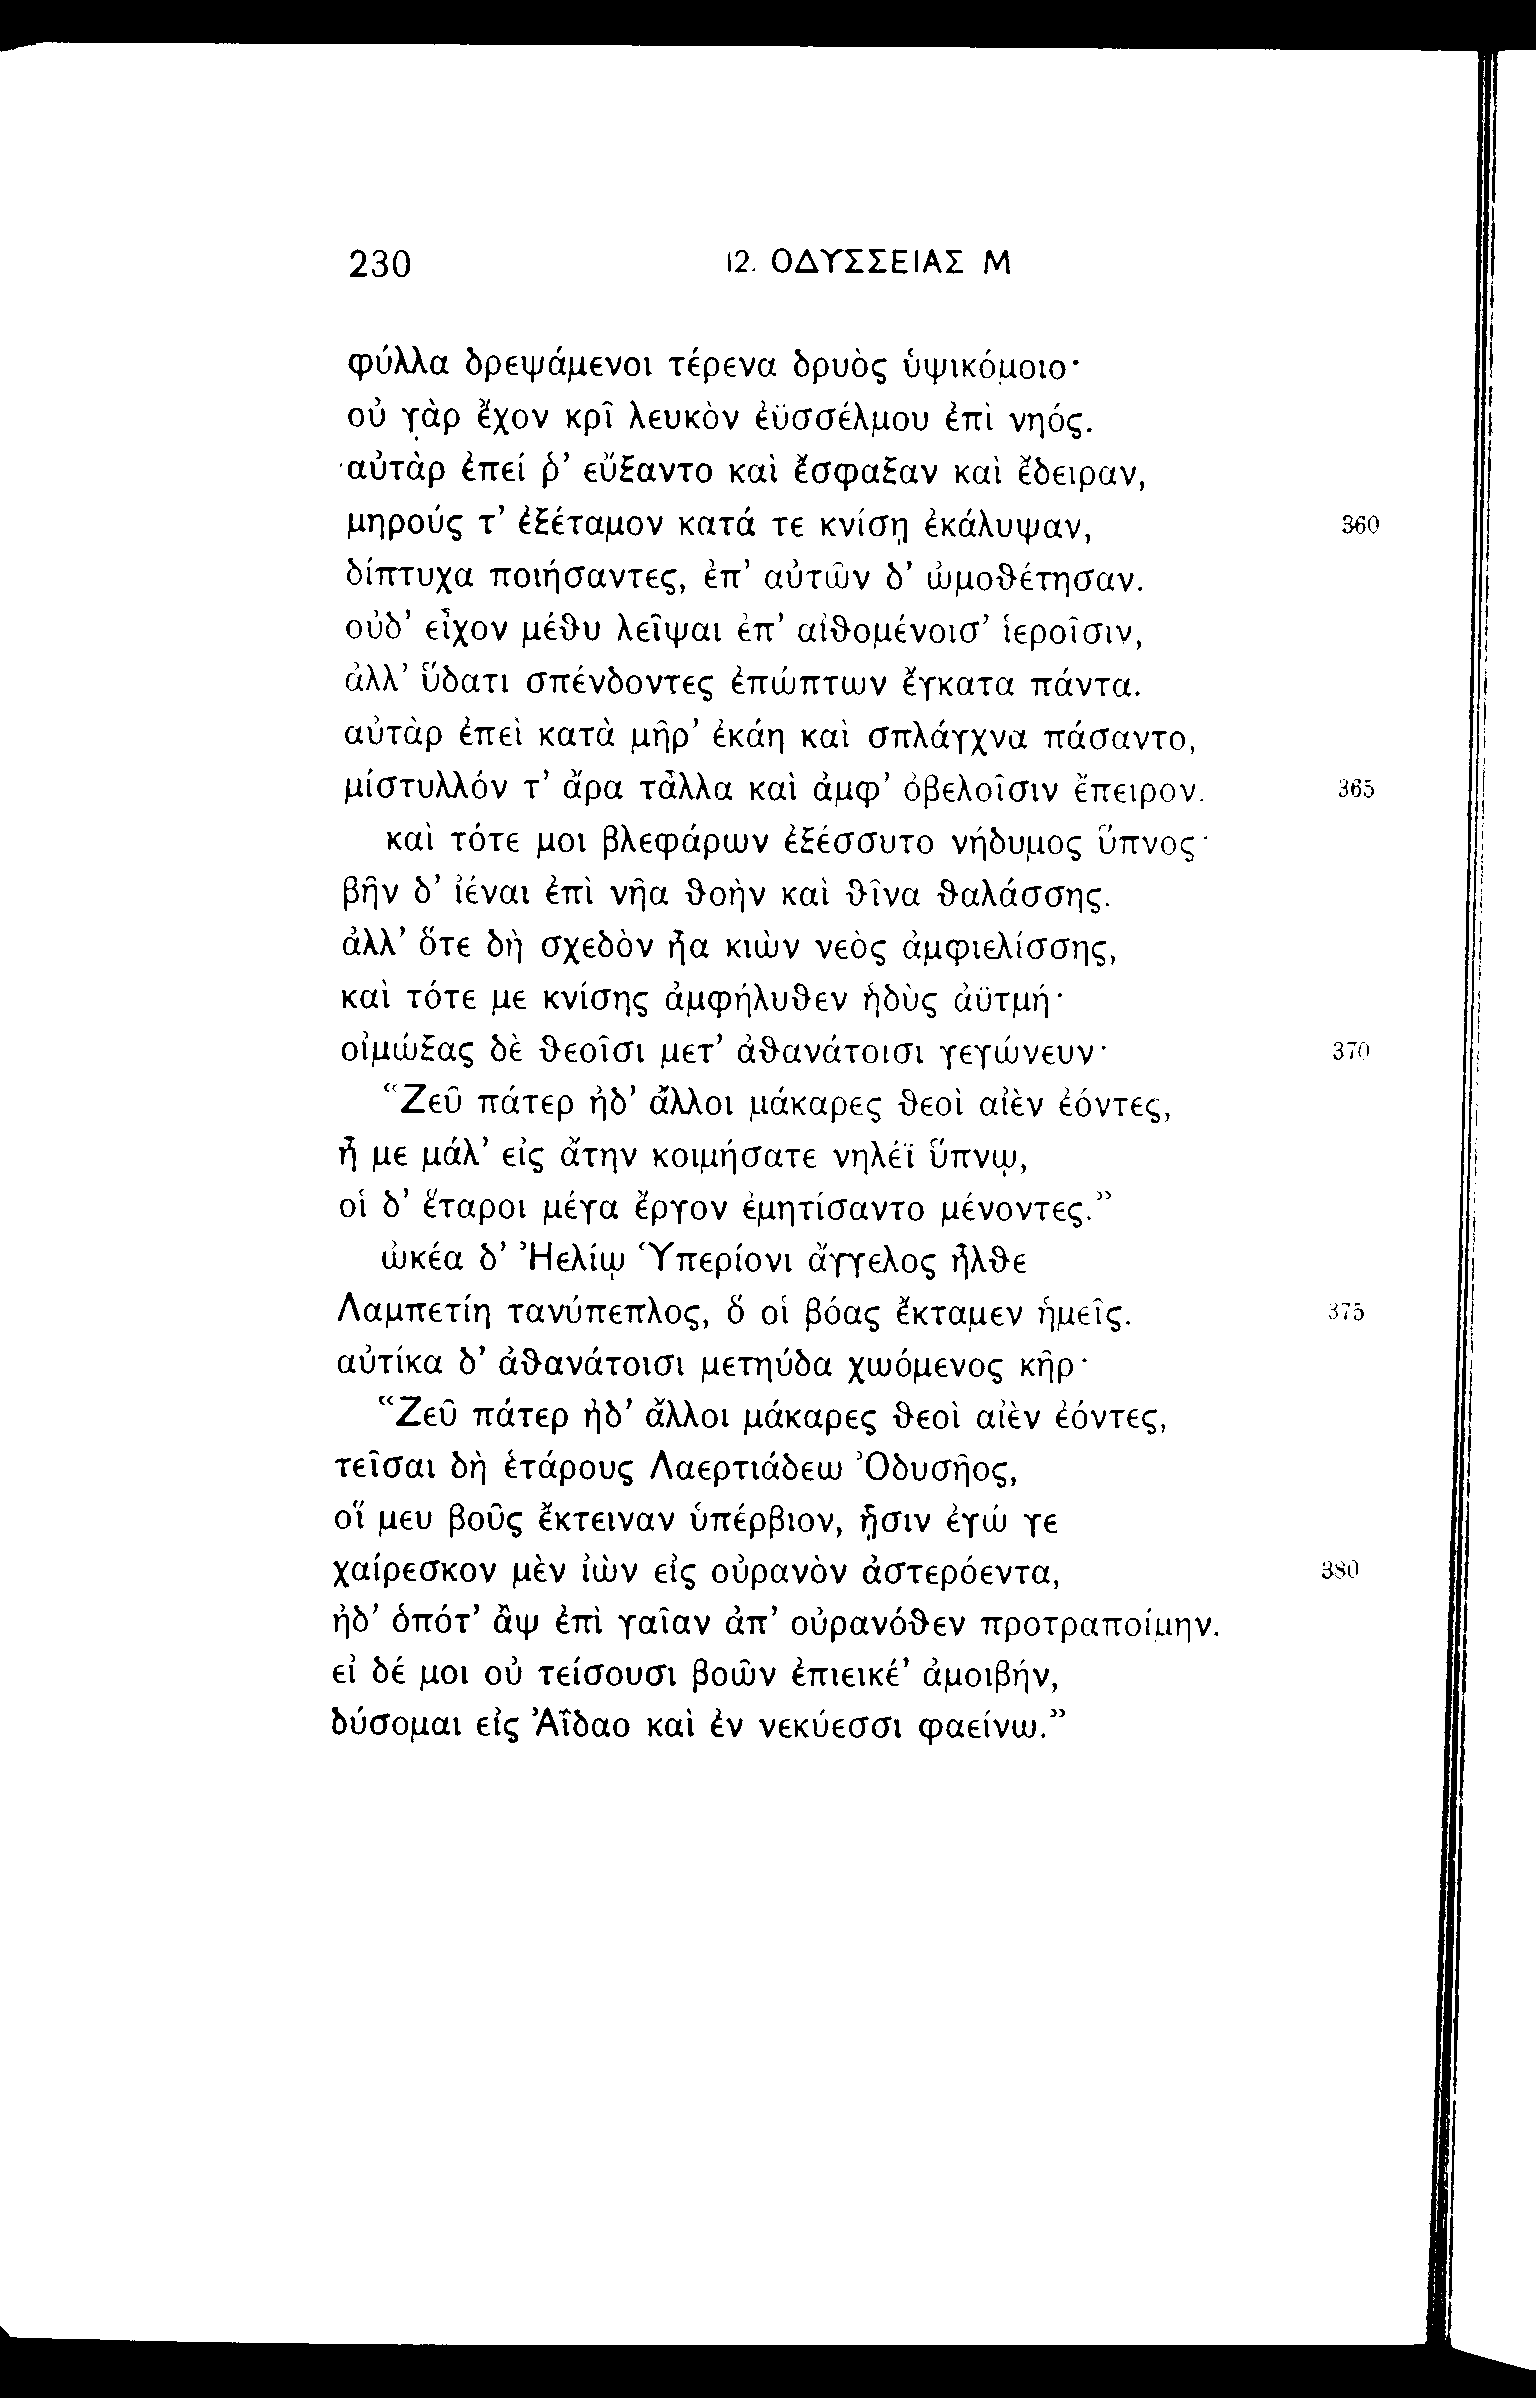 230 12. ΟΔΥΣΣΕΙΑΣ Μ
φύλλα δρεψάμενοι τέρενα δρυὸς ὑψικόμοιο·
οὐ γὰρ ἔχον κρῖ λευκὸν ἐϋσσέλμου ἐπὶ νηός.
αὐτὰρ ἐπεί ῥ’ εὔξαντο καὶ ἔσφαξαν καὶ ἔδειραν,
μηρούς τ’ ἐξέταμον κατά τε κνίσῃ ἐκάλυψαν, 360
δίπτυχα ποιήσαντες, ἐπ’ αὐτῶν δ’ ὠμοθέτησαν.
οὐδ’ εἶχον μέθυ λεῖψαι ἐπ’ αἰθομένοισ’ ἱεροῖσιν,
ἀλλ’ ὕδατι σπένδοντες ἐπώπτων ἔγκατα πάντα.
αὐτὰρ ἐπεὶ κατὰ μῆρ’ ἐκάη καὶ σπλάγχνα πάσαντο,
μίστυλλόν τ’ ἄρα τἆλλα καὶ ἀμφ’ ὀβελοῖσιν ἔπειρον. 365
καὶ τότε μοι βλεφάρων ἐξέσσυτο νήδυμος ὕπνος·
βῆν δ’ ἰέναι ἐπὶ νῆα θοὴν καὶ θῖνα θαλάσσης.
ἀλλ’ ὅτε δὴ σχεδὸν ἦα κιὼν νεὸς ἀμφιελίσσης,
καὶ τότε με κνίσης ἀμφήλυθεν ἡδὺς ἀϋτμή·
οἰμώξας δὲ θεοῖσι μετ’ ἀθανάτοισι γεγώνευν· 370
“Ζεῦ πάτερ ἠδ’ ἄλλοι μάκαρες θεοὶ αἰὲν ἐόντες,
ἦ με μάλ’ εἰς ἄτην κοιμήσατε νηλέϊ ὕπνῳ,
οἱ δ’ ἕταροι μέγα ἔργον ἐμητίσαντο μένοντες.”
ὠκέα δ’ Ἠελίῳ Ὑπερίονι ἄγγελος ἦλθε
Λαμπετίη τανύπεπλος, ὅ οἱ βόας ἔκταμεν ἡμεῖς. 375
αὐτίκα δ’ ἀθανάτοισι μετηύδα χωόμενος κῆρ·
“Ζεῦ πάτερ ἠδ’ ἄλλοι μάκαρες θεοὶ αἰὲν ἐόντες,
τεῖσαι δὴ ἑτάρους Λαερτιάδεω Ὀδυσῆος,
οἵ μευ βοῦς ἔκτειναν ὑπέρβιον, ᾗσιν ἐγώ γε
χαίρεσκον μὲν ἰὼν εἰς οὐρανὸν ἀστερόεντα, 380
ἠδ’ ὁπότ’ ἂψ ἐπὶ γαῖαν ἀπ’ οὐρανόθεν προτραποίμην.
εἰ δέ μοι οὐ τείσουσι βοῶν ἐπιεικέ’ ἀμοιβήν,
δύσομαι εἰς Ἀΐδαο καὶ ἐν νεκύεσσι φαείνω.”